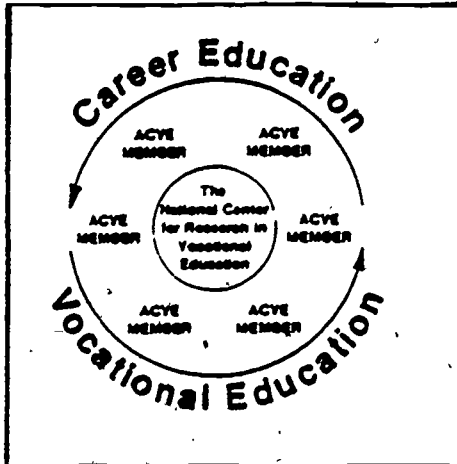 Career Education
ACVE
MEMBER
ACVE
MEMBER
The
National Center
for Research in
Vocational
Education
ACVE
MEMBER
ACVE
MEMBER
ACVE
MEMBER
ACVE
MEMBER
Vocational Education